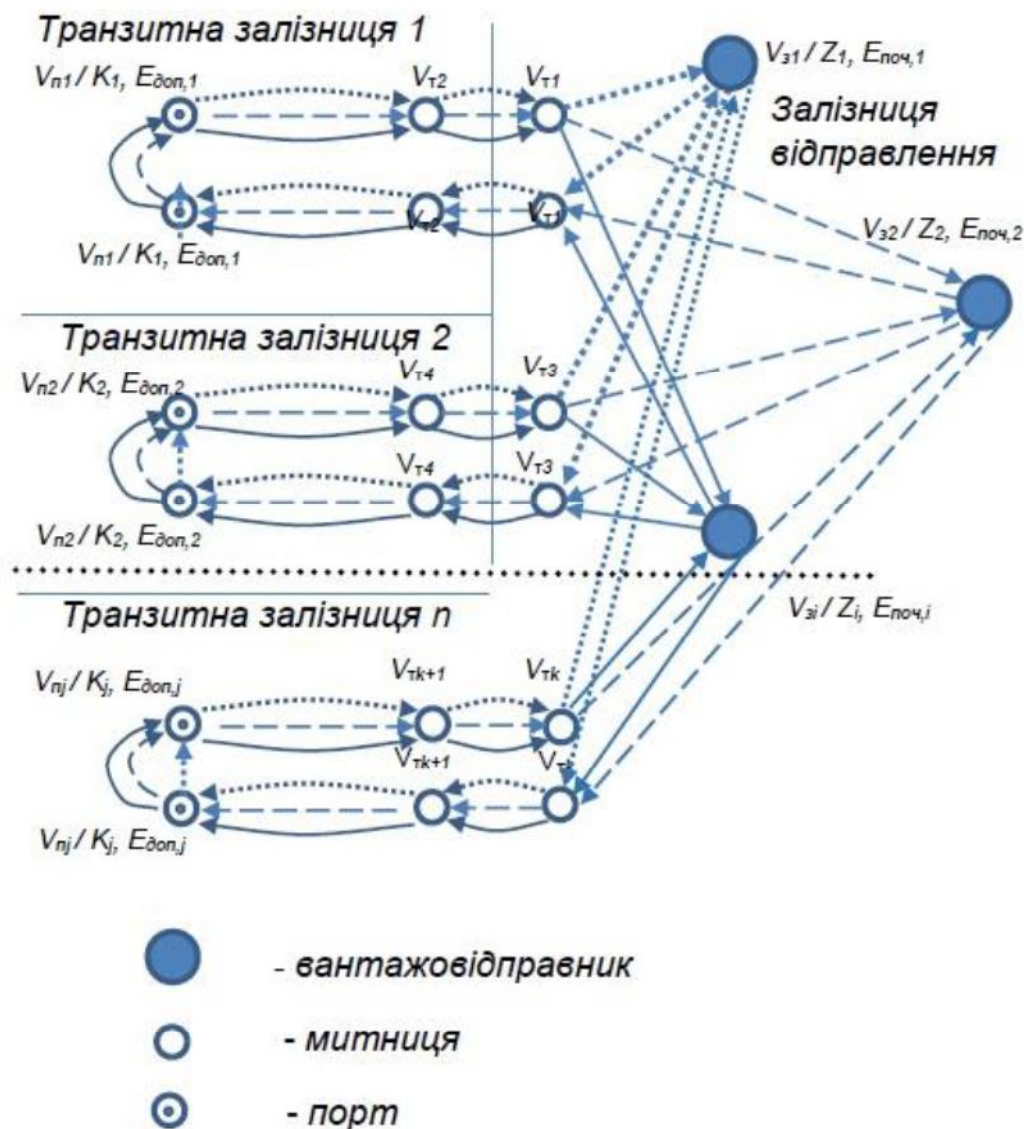 Транзитна залізниця 1
Vп1 / K1, Eдоп,1
Vт2
Vт1
Vз1 / Z1, Eпоч,1
Залізниця
відправлення
Vт2
Vт1
Vп1 / K1, Eдоп,1
Vз2 / Z2, Eпоч,2
Транзитна залізниця 2
Vп2 / K2, Eдоп,2
Vт4
Vт3
Vт4
Vт3
Vп2 / K2, Eдоп,2
Транзитна залізниця n
Vзi / Zi, Eпоч,i
Vпj / Kj, Eдоп,j
Vтk+1
Vтk
Vтk+1
Vпj / Kj, Eдоп,j
- вантажовідправник
- митниця
- порт